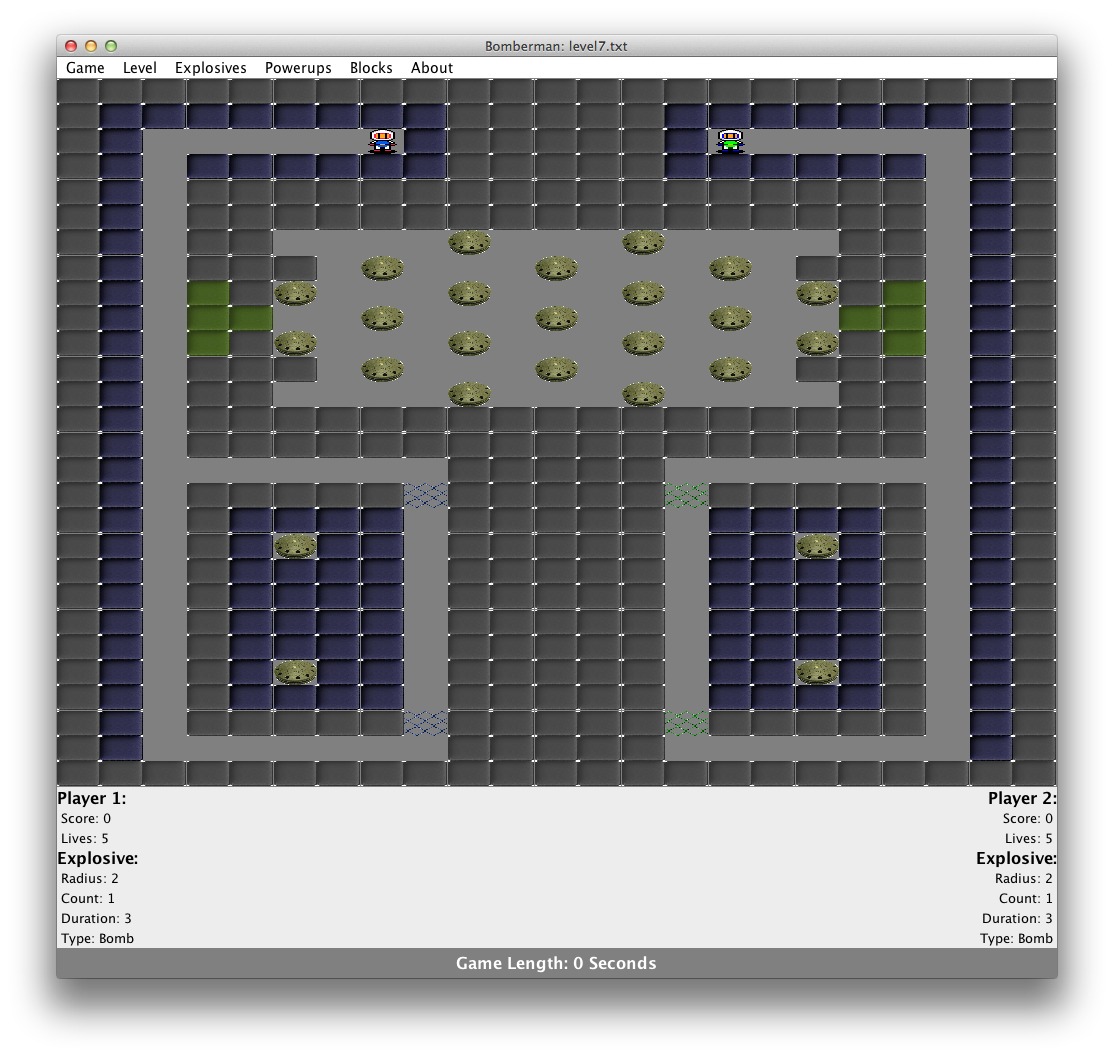 Bomberman: level7.txt
Game Level Explosives Powerups Blocks About
Player 1: Player 2:
Score: 0 Score: 0
Lives: 5 Lives: 5
Explosive: Explosive:
Radius: 2 Radius: 2
Count: 1 Count: 1
Duration: 3 Duration: 3
Type: Bomb Type: Bomb
Game Length: 0 Seconds